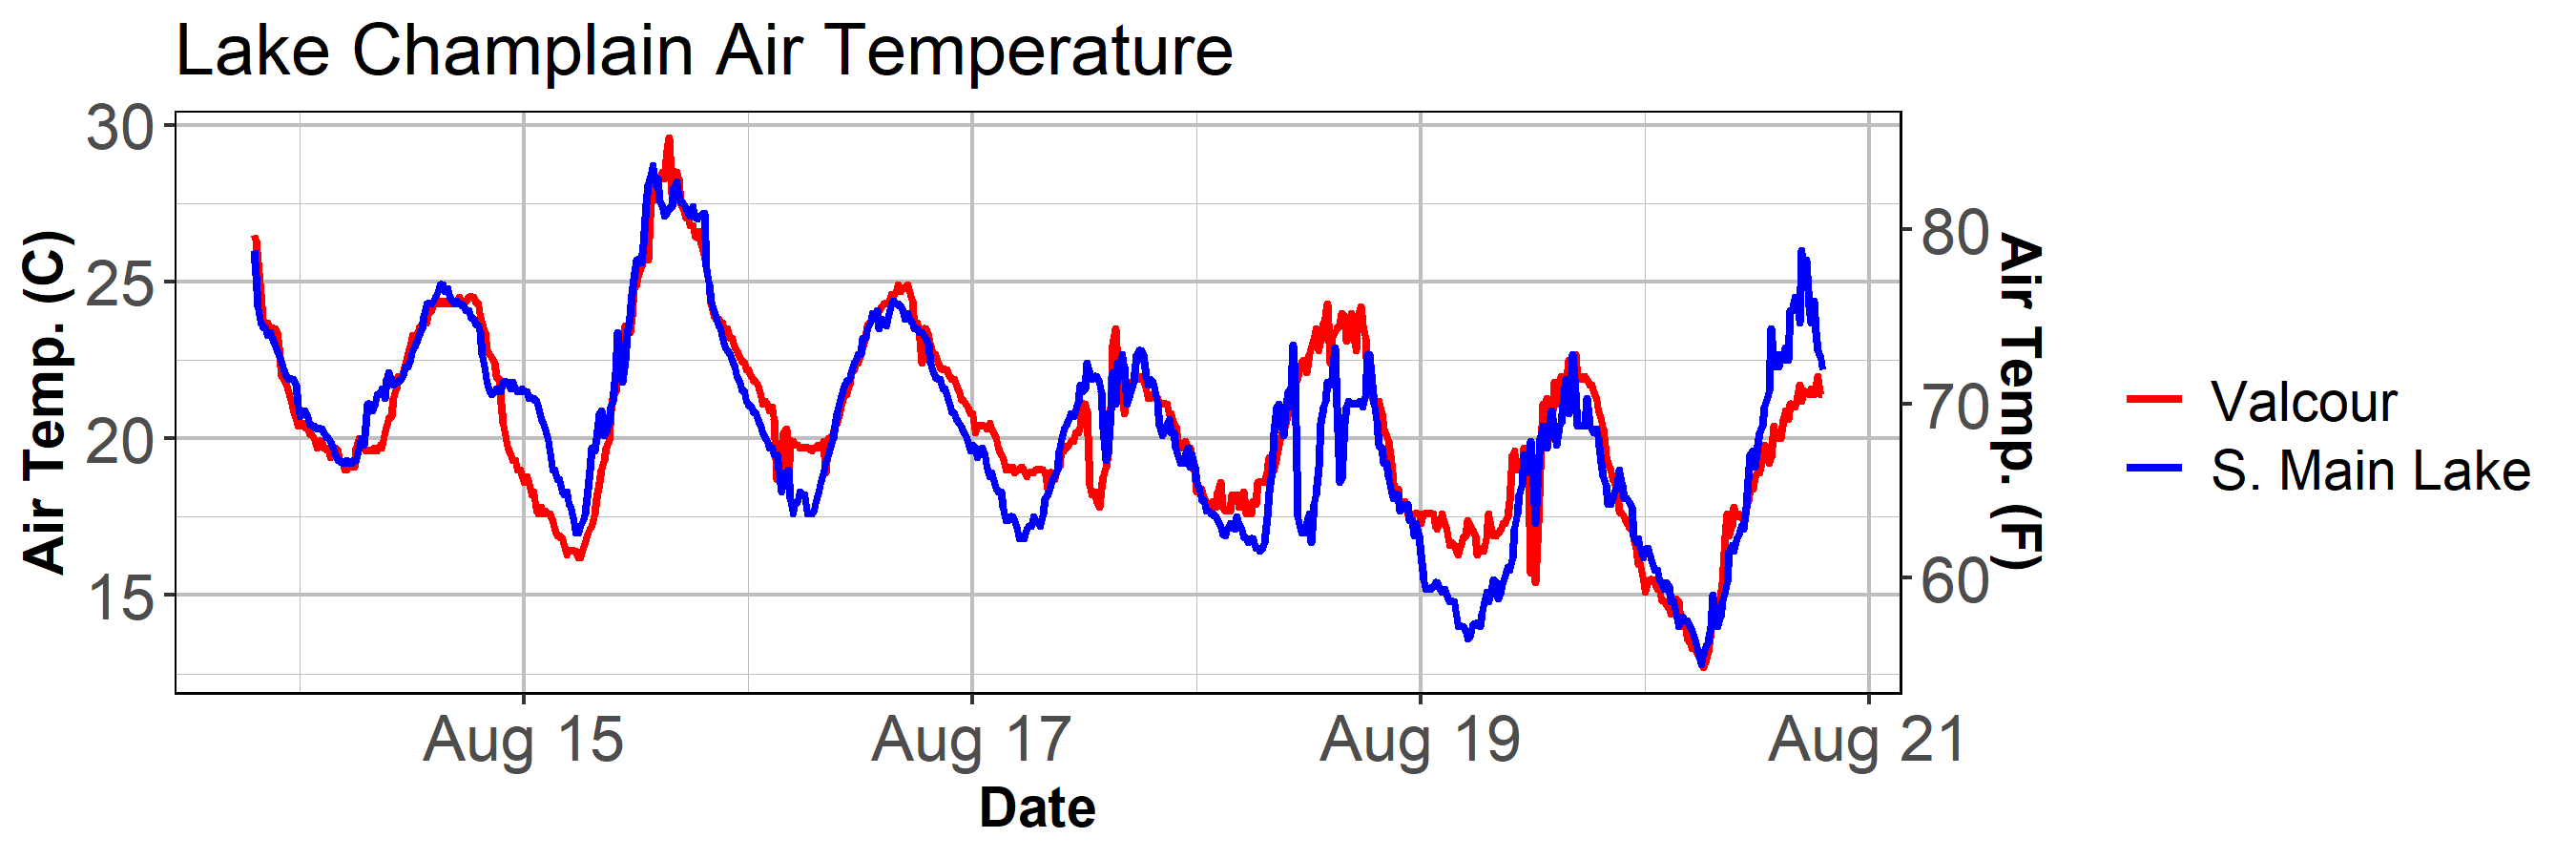 Lake Champlain Air Temperature
30
25
20
15
Air Temp. (C)
80
70
60
Air Temp. (F)
Aug 15
Aug 17
Aug 19
Aug 21
Date
Valcour
S. Main Lake